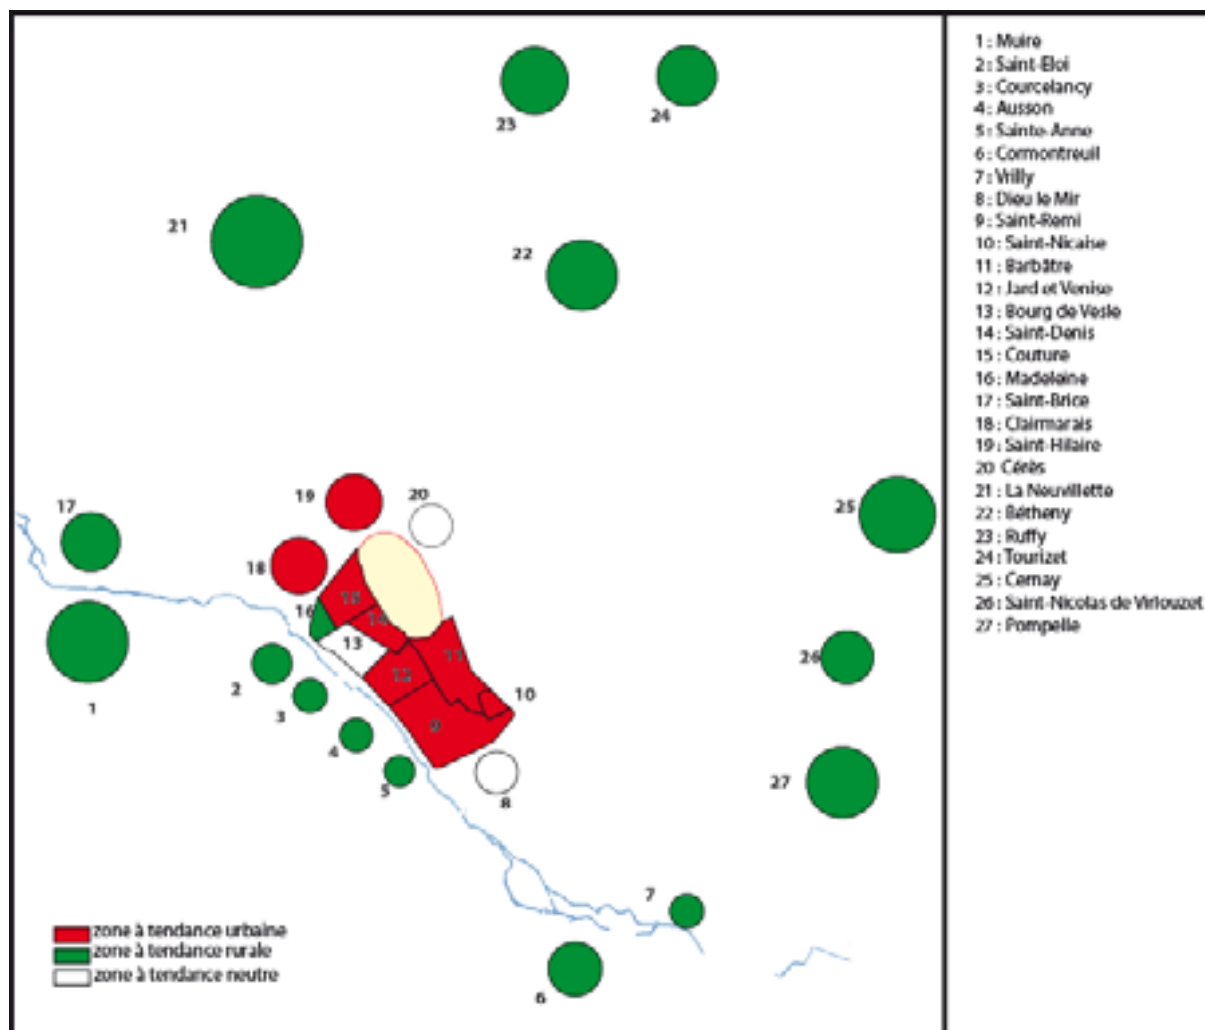 23
24
21
22
17
19
20
25
18
16
15
14
13
11
12
10
9
2
3
4
5
8
1
26
27
7
6
zone à tendance urbaine
zone à tendance rurale
zone à tendance neutre
1 : Muire
2 : Saint-Eloi
3 : Courcelancy
4 : Ausson
5 : Sainte-Anne
6 : Cormontreuil
7 : Vrilly
8 : Dieu le Mir
9 : Saint-Remi
10 : Saint-Nicaise
11 : Barbâtre
12 : Jard et Venise
13 : Bourg de Vesle
14 : Saint-Denis
15 : Couture
16 : Madeleine
17 : Saint-Brice
18 : Clairmarais
19 : Saint-Hilaire
20 Cérès
21 : La Neuvillette
22 : Bétheny
23 : Ruffy
24 : Tourizet
25 : Cernay
26 : Saint-Nicolas de Virlouzet
27 : Pompelle